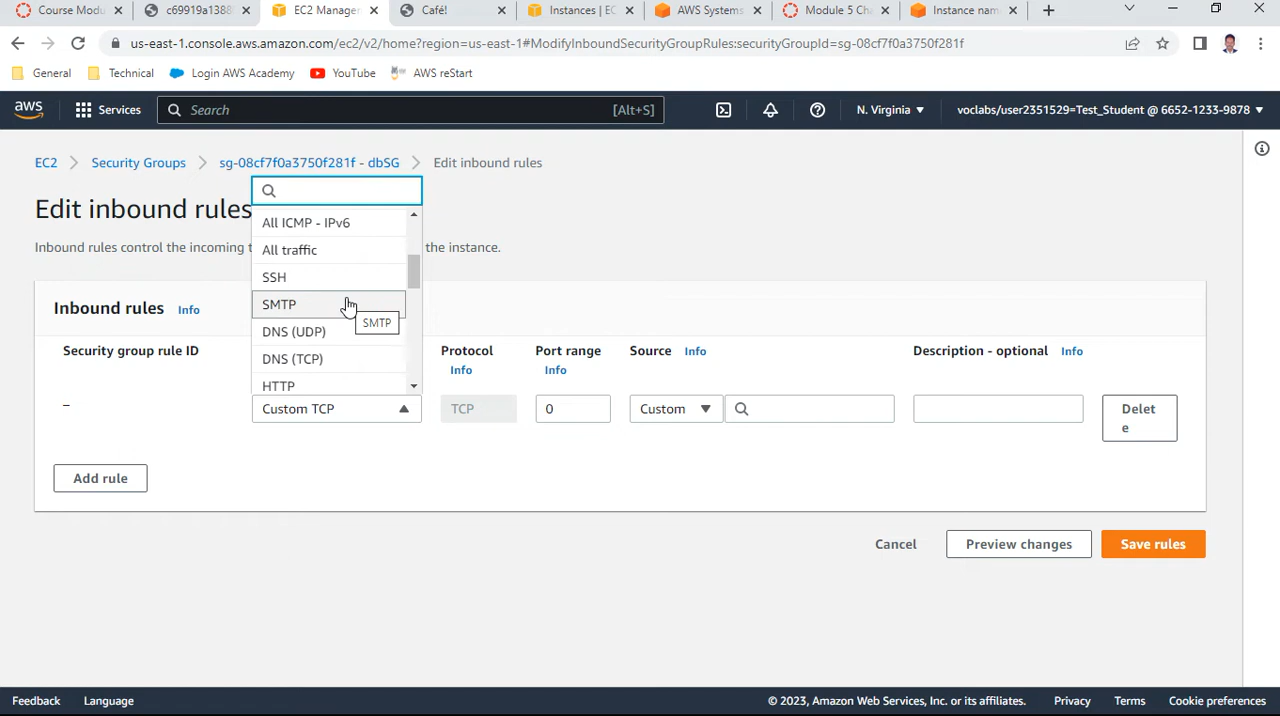 Course Modu
c69919a1388
EC2 Manage
Café!
Instances | EC
AWS Systems
Module 5 Cha
Instance nam
us-east-1.console.aws.amazon.com/ec2/v2/home?region=us-east-1#ModifyInboundSecurityGroupRules:securityGroupId=sg-08cf7f0a3750f281f
General
Technical
Login AWS Academy
YouTube
AWS reStart
aws
Services
Search
[Alt+S]
N. Virginia
voclabs/user2351529=Test_Student @ 6652-1233-9878
EC2
Security Groups
sg-08cf7f0a3750f281f - dbSG
Edit inbound rules
Edit inbound rules
Inbound rules control the incoming t
the instance.
All ICMP - IPv6
All traffic
SSH
SMTP
SMTP
DNS (UDP)
DNS (TCP)
HTTP
Inbound rules Info
Security group rule ID
Protocol
Info
Port range
Info
Source Info
Description - optional Info
–
Custom TCP
TCP
0
Custom
Delet
e
Add rule
Cancel
Preview changes
Save rules
Feedback
Language
© 2023, Amazon Web Services, Inc. or its affiliates.
Privacy
Terms
Cookie preferences